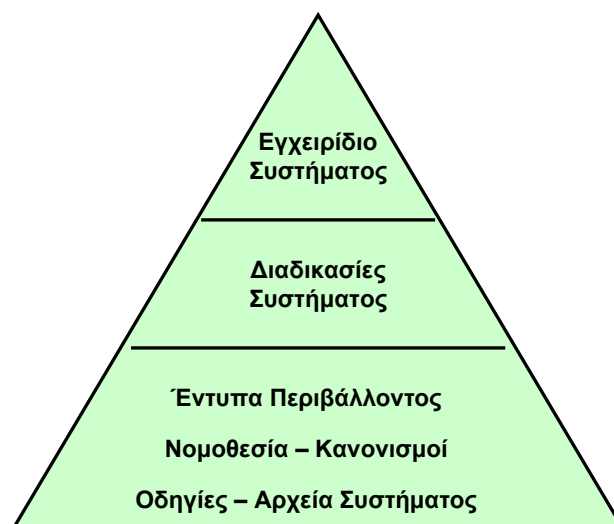 Εγχειρίδιο
Συστήματος
Διαδικασίες
Συστήματος
Έντυπα Περιβάλλοντος
Νομοθεσία – Κανονισμοί
Οδηγίες – Αρχεία Συστήματος